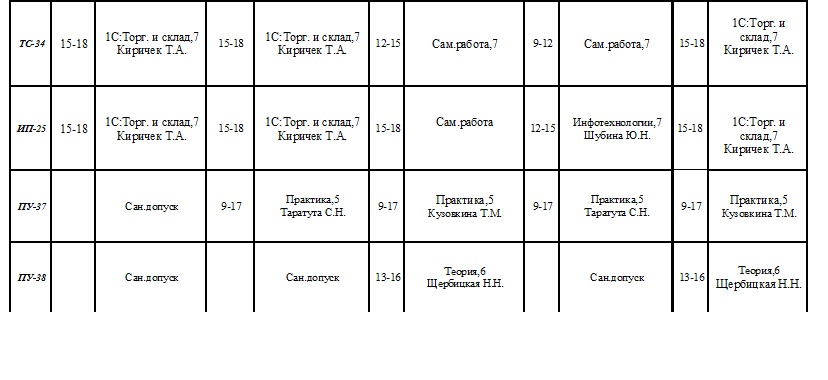 ТС-34
15-18
1С:Торг. и склад,7
Киричек Т.А.
15-18
1С:Торг. и склад,7
Киричек Т.А.
12-15
Сам.работа,7
9-12
Сам.работа,7
15-18
1С:Торг. и
склад,7
Киричек Т.А.
ИП-25
15-18
1С:Торг. и склад,7
Киричек Т.А.
15-18
1С:Торг. и склад,7
Киричек Т.А.
15-18
Сам.работа
12-15
Инфотехнологии,7
Шубина Ю.Н.
15-18
1С:Торг. и
склад,7
Киричек Т.А.
ПУ-37
Сан.допуск
9-17
Практика,5
Таратута С.Н.
9-17
Практика,5
Кузовкина Т.М.
9-17
Практика,5
Таратута С.Н.
9-17
Практика,5
Кузовкина Т.М.
ПУ-38
Сан.допуск
Сан.допуск
13-16
Теория,6
Щербицкая Н.Н.
Сан.допуск
13-16
Теория,6
Щербицкая Н.Н.